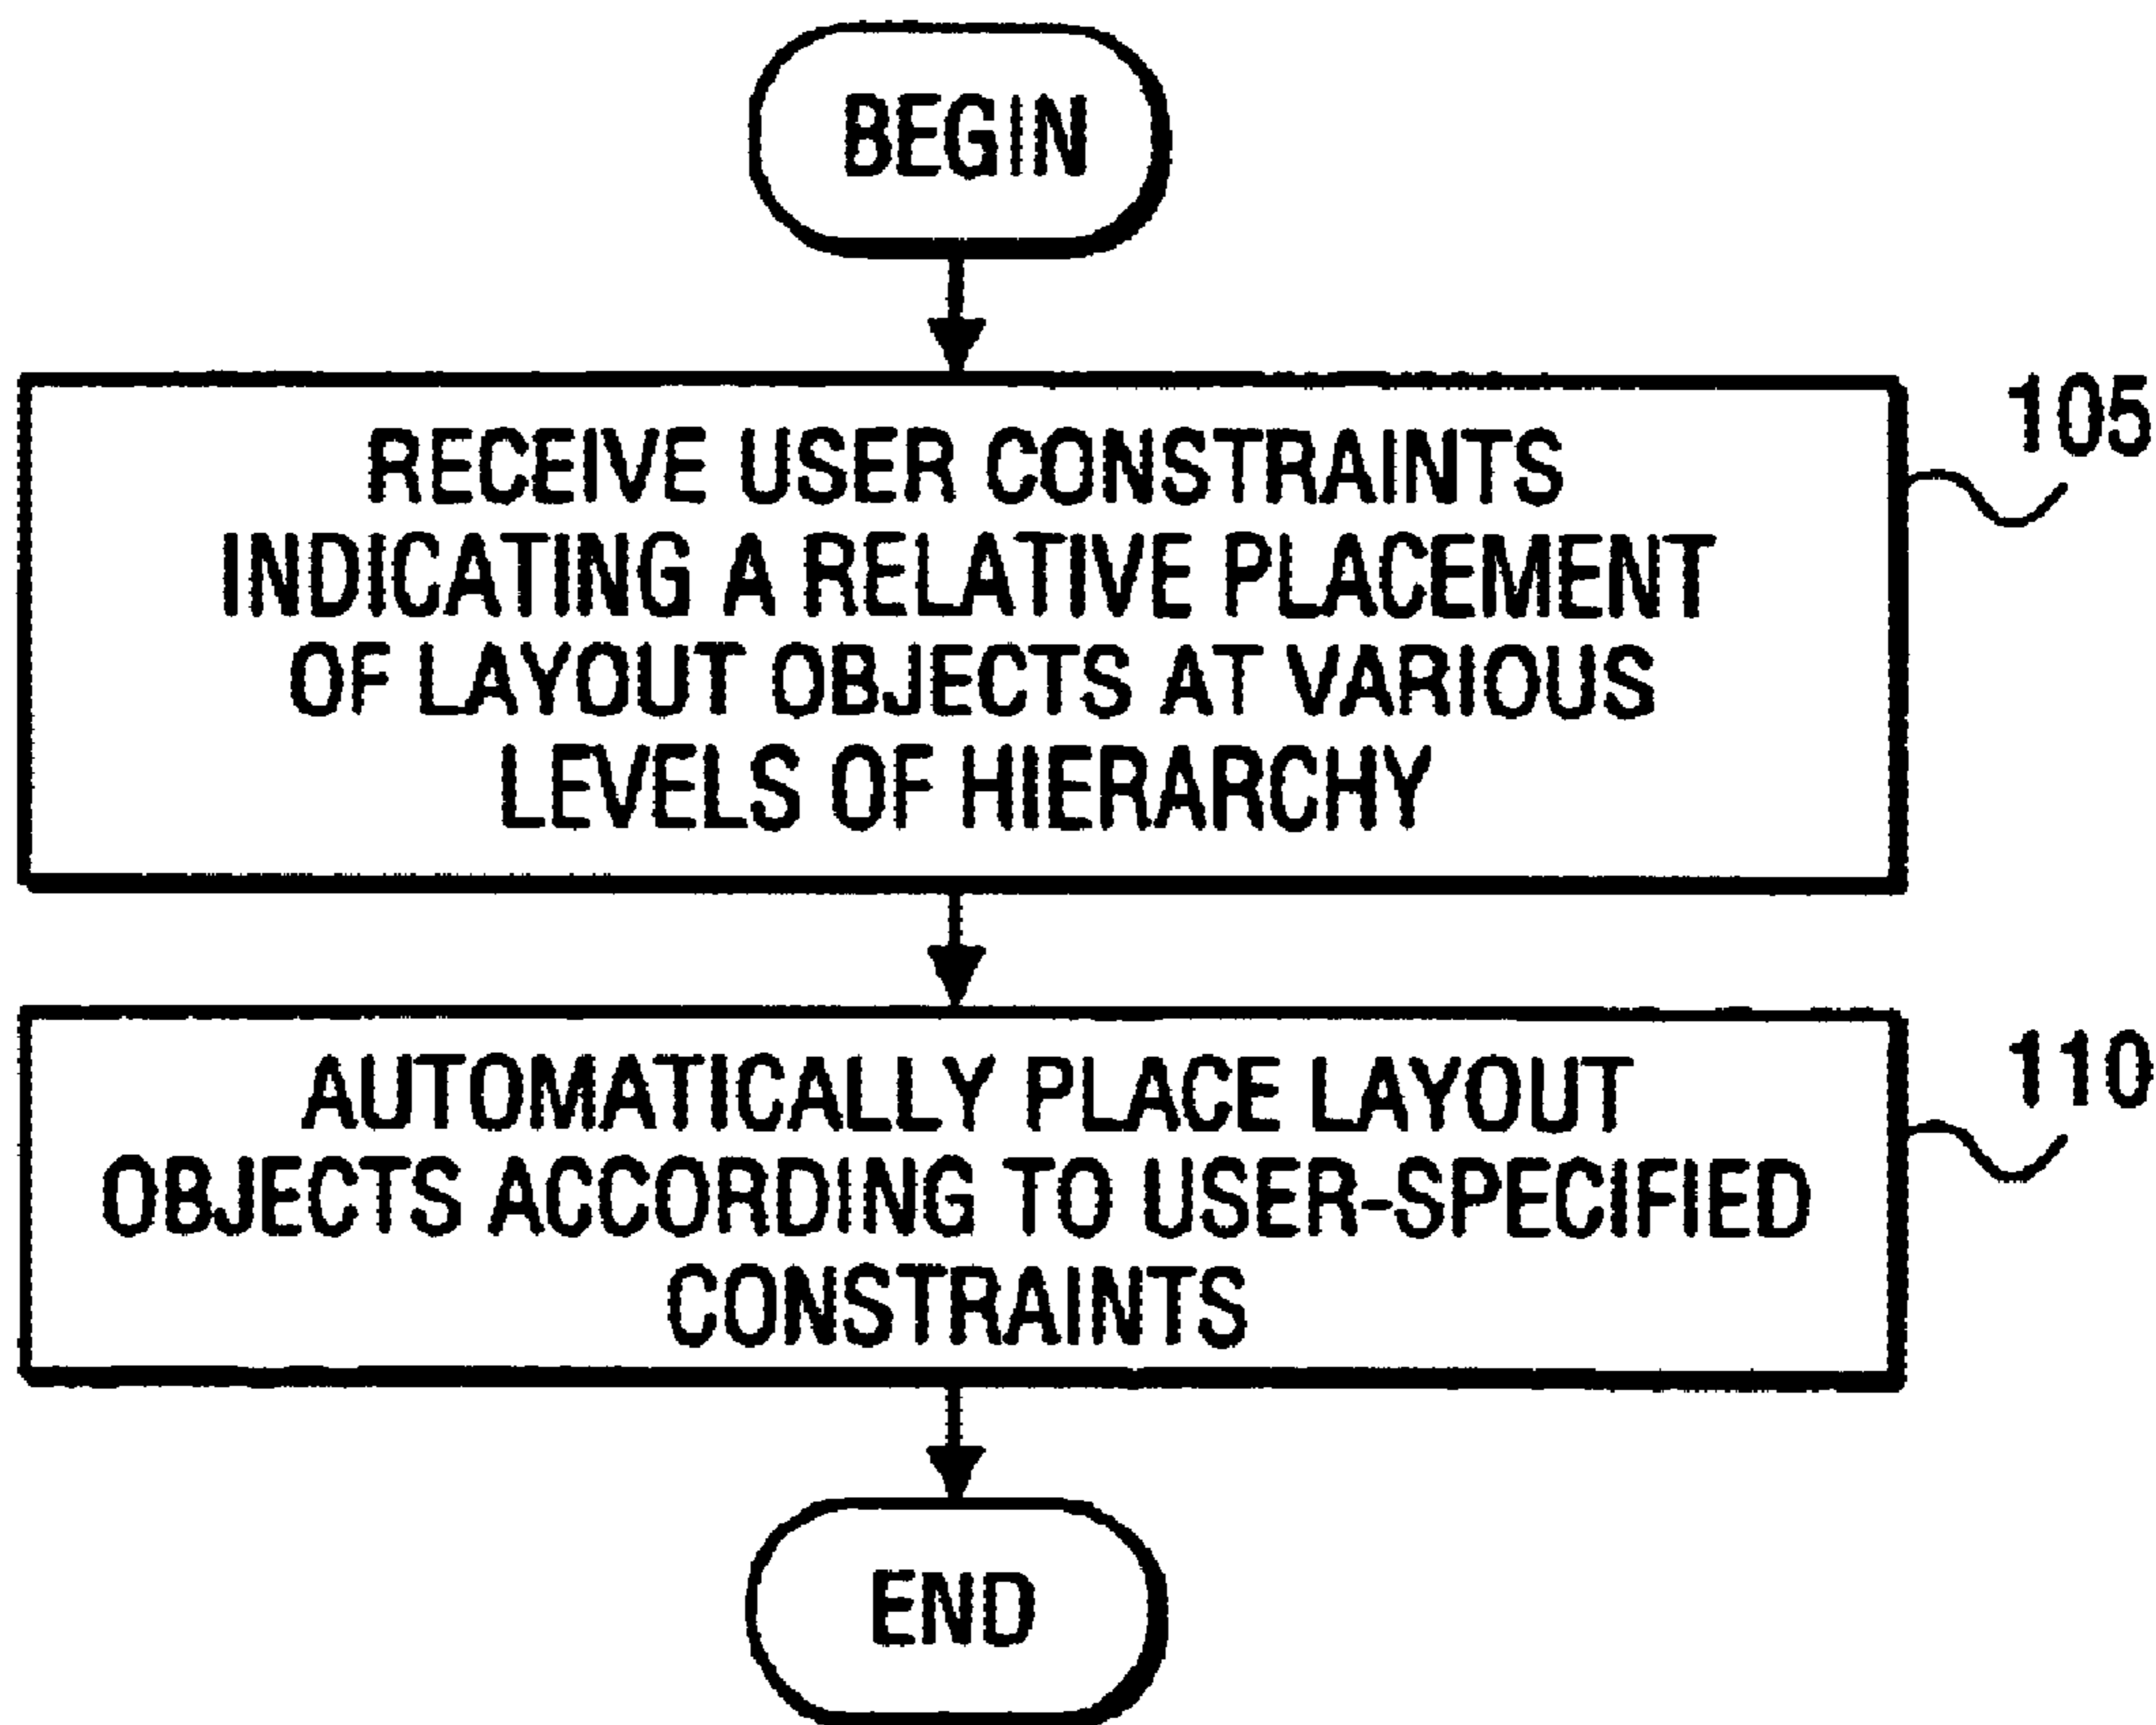 BEGIN
RECEIVE USER CONSTRAINTS
INDICATING A RELATIVE PLACEMENT
OF LAYOUT OBJECTS AT VARIOUS
LEVELS OF HIERARCHY
105
AUTOMATICALLY PLACE LAYOUT
OBJECTS ACCORDING TO USER-SPECIFIED
CONSTRAINTS
110
END